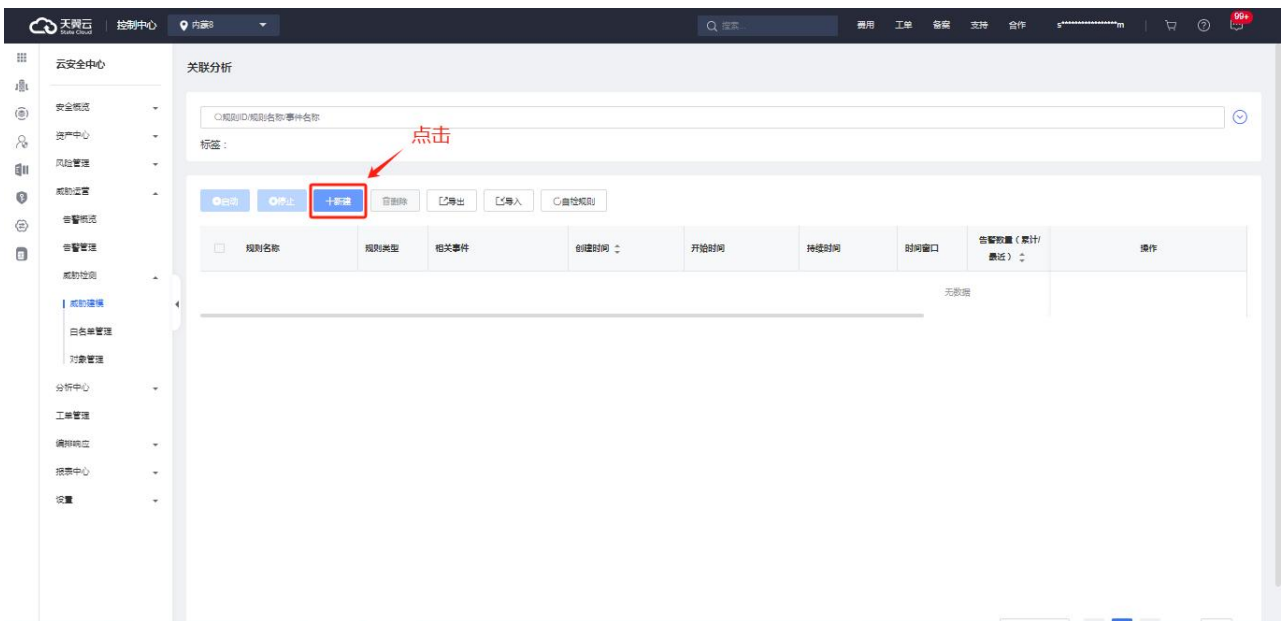 天翼云
State Cloud
控制中心
内蒙8
搜索...
费用
工单
备案
支持
合作
s******************m
99+
云安全中心
安全概览
资产中心
风险管理
威胁运营
告警概览
告警管理
威胁检测
威胁建模
白名单管理
对象管理
分析中心
工单管理
编排响应
报表中心
设置
关联分析
规则ID/规则名称/事件名称
标签：
点击
启动
停止
新建
删除
导出
导入
自检规则
规则名称
规则类型
相关事件
创建时间
开始时间
持续时间
时间窗口
告警数量（累计/
最近）
操作
无数据